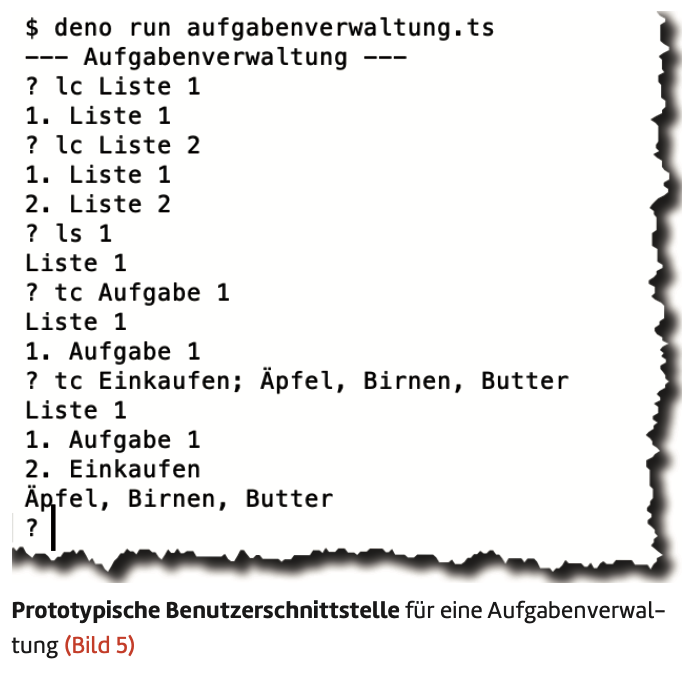 $ deno run aufgabenverwaltung.ts
--- Aufgabenverwaltung ---
? lc Liste 1
1. Liste 1
? lc Liste 2
1. Liste 1
2. Liste 2
? ls 1
Liste 1
? tc Aufgabe 1
Liste 1
1. Aufgabe 1
? tc Einkaufen; Äpfel, Birnen, Butter
Liste 1
1. Aufgabe 1
2. Einkaufen
Äpfel, Birnen, Butter
?
Prototypische Benutzerschnittstelle für eine Aufgabenverwal-
tung (Bild 5)